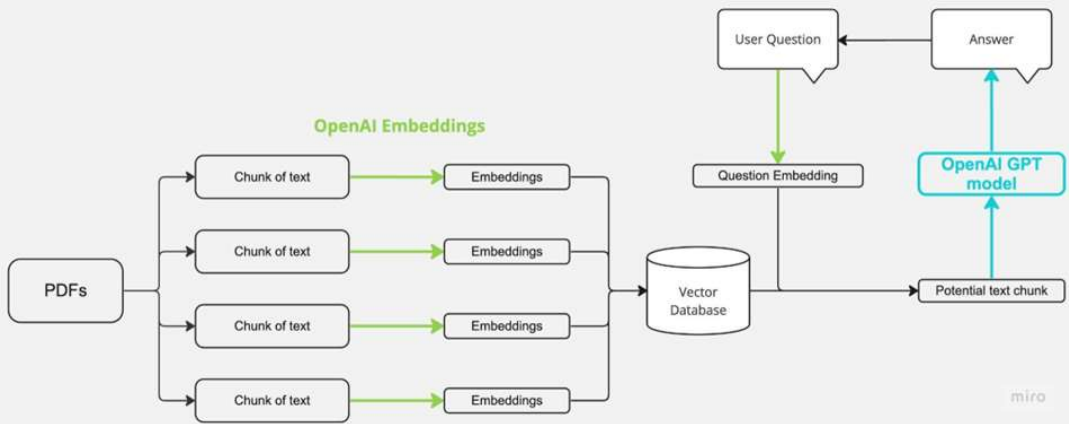 User Question
Answer
OpenAI Embeddings
Chunk of text
Embeddings
Question Embedding
OpenAI GPT
model
Chunk of text
Embeddings
PDFs
Vector
Database
Potential text chunk
Chunk of text
Embeddings
Chunk of text
Embeddings
miro